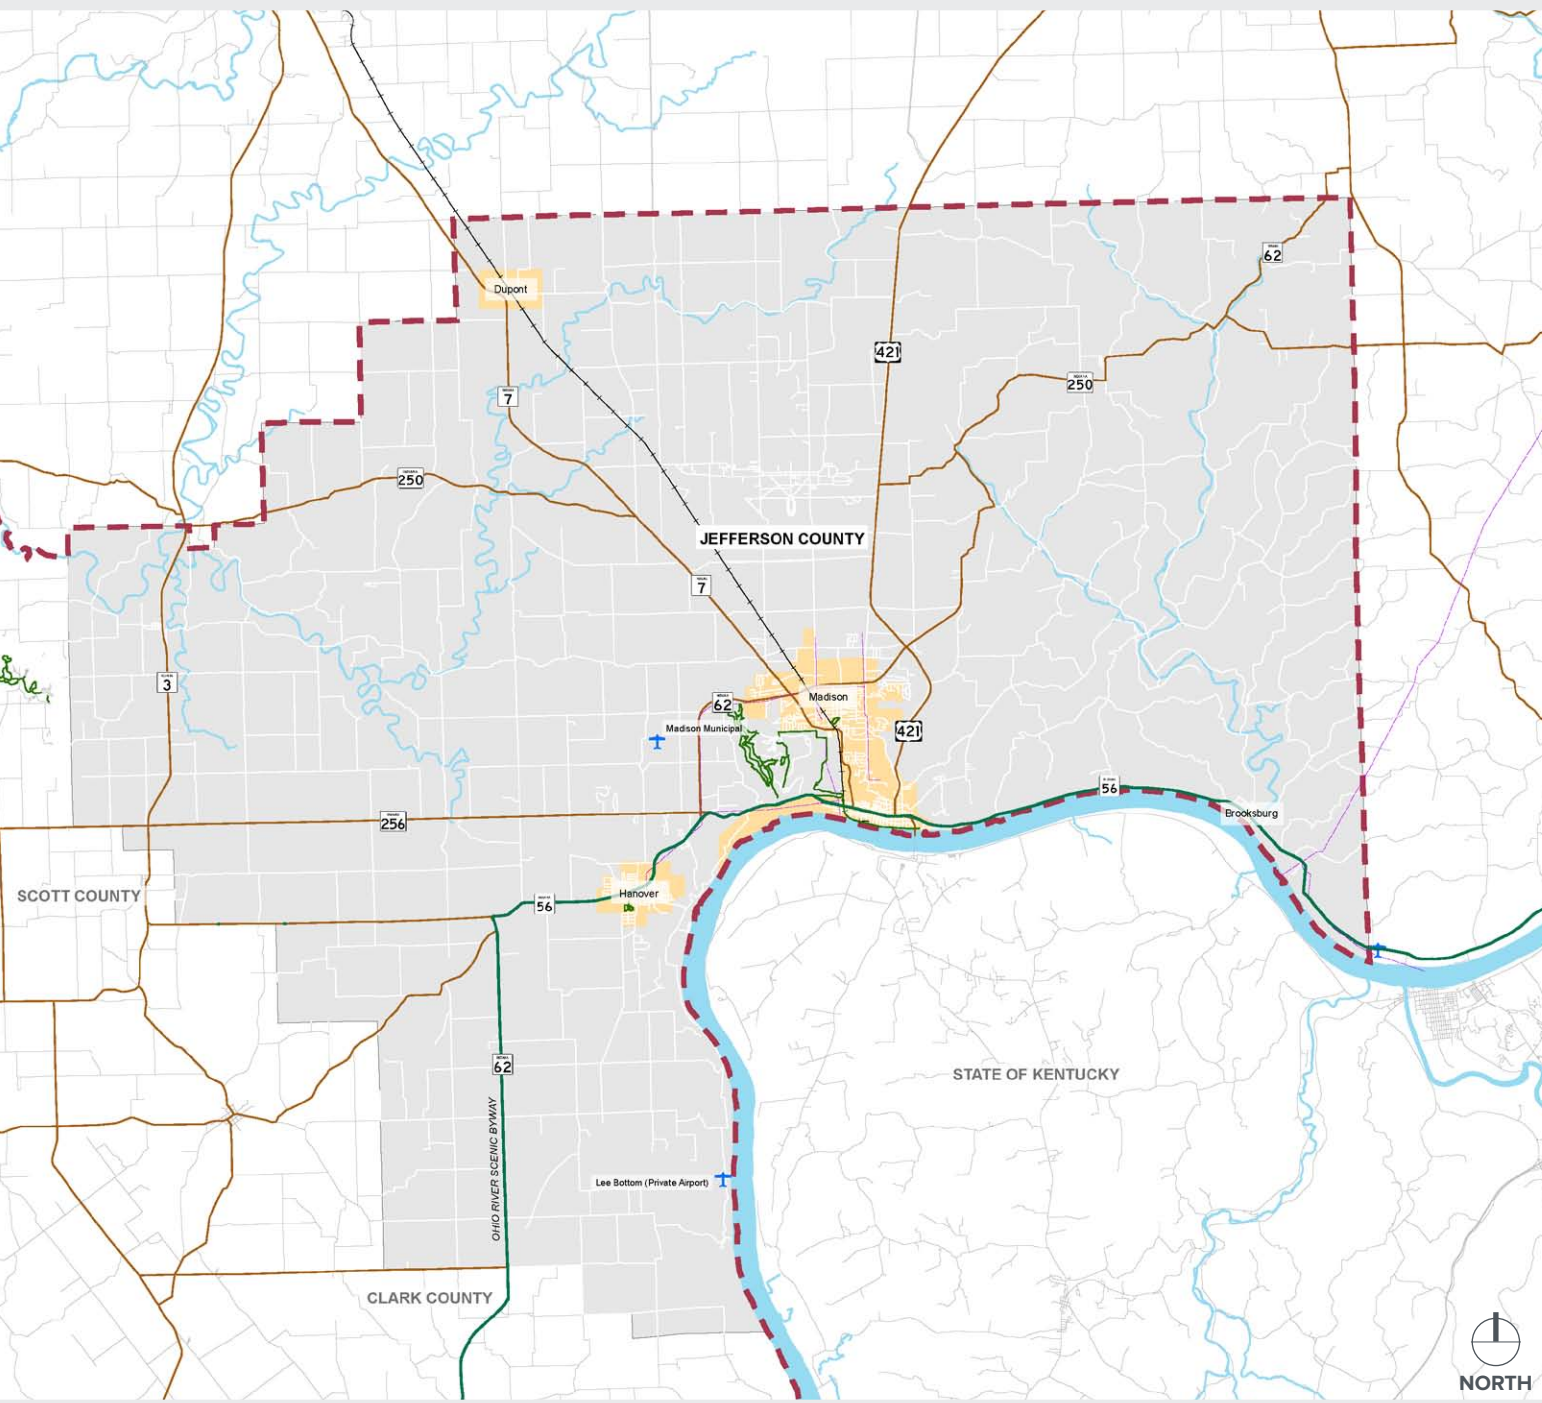 62
Dupont
421
250
7
250
JEFFERSON COUNTY
7
3
Madison
62
Madison Municipal
421
56
Brooksburg
256
SCOTT COUNTY
Hanover
56
62
STATE OF KENTUCKY
OHIO RIVER SCENIC BYWAY
Lee Bottom (Private Airport)
CLARK COUNTY
NORTH